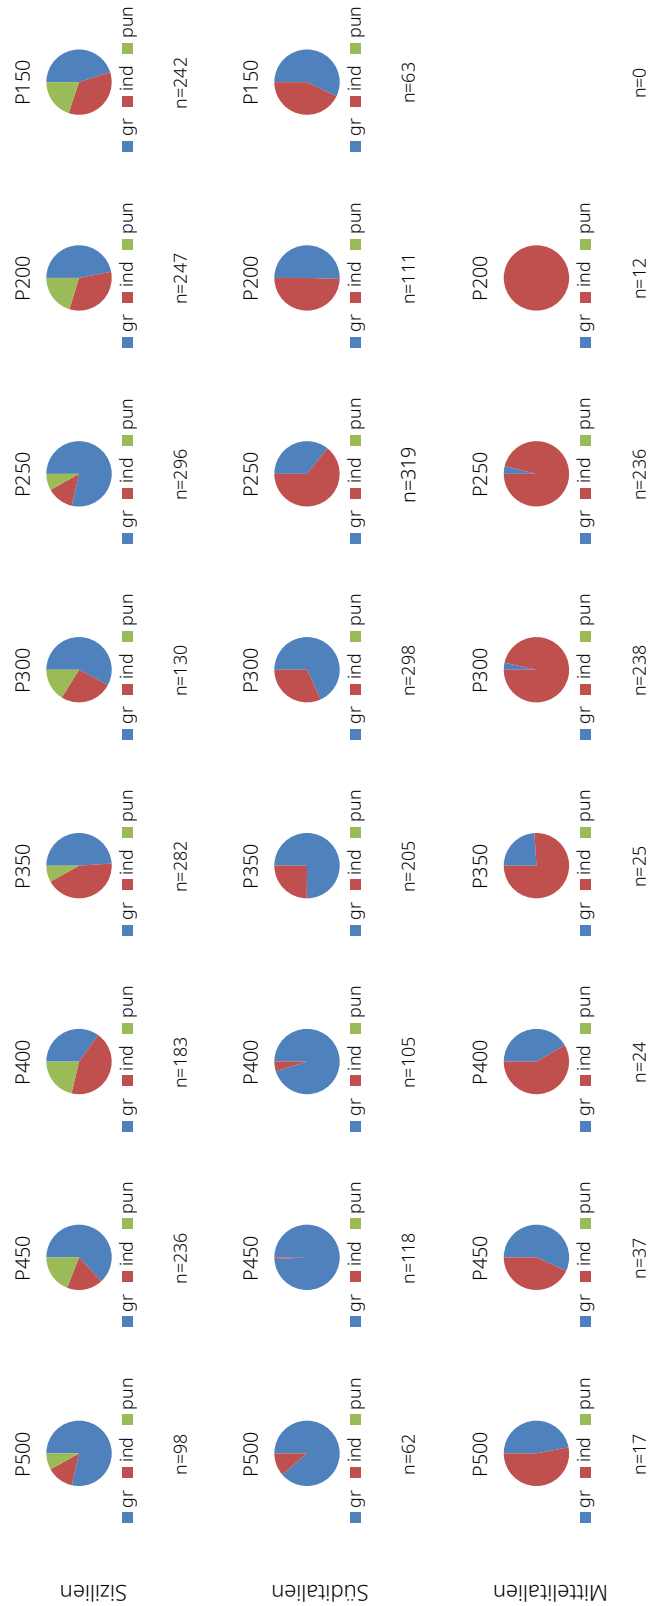 Sizilien
P500 P450 P400 P350 P300 P250 P200 P150
gr ind pun gr ind pun gr ind pun gr ind pun gr ind pun gr ind pun gr ind pun gr ind pun
n=98 n=236 n=183 n=282 n=130 n=296 n=247 n=242
Süditalien
P500 P450 P400 P350 P300 P250 P200 P150
gr ind pun gr ind pun gr ind pun gr ind pun gr ind pun gr ind pun gr ind pun gr ind pun
n=62 n=118 n=105 n=205 n=298 n=319 n=111 n=63
Mittelitalien
P500 P450 P400 P350 P300 P250 P200
gr ind pun gr ind pun gr ind pun gr ind pun gr ind pun gr ind pun gr ind pun
n=17 n=37 n=24 n=25 n=238 n=236 n=12 n=0